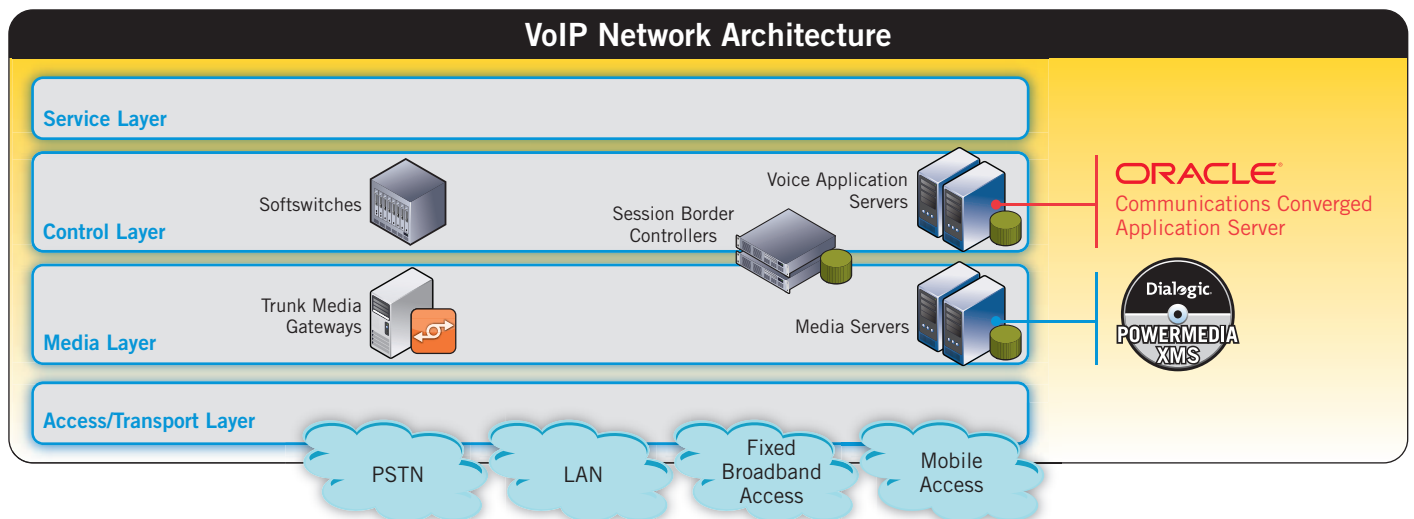 VoIP Network Architecture
Service Layer
Control Layer
Softswitches
Session Border
Controllers
Voice Application
Servers
ORACLE®
Communications Converged
Application Server
Media Layer
Trunk Media
Gateways
Media Servers
Dialogic
POWERMEDIA
XMS
Access/Transport Layer
PSTN
LAN
Fixed
Broadband
Access
Mobile
Access